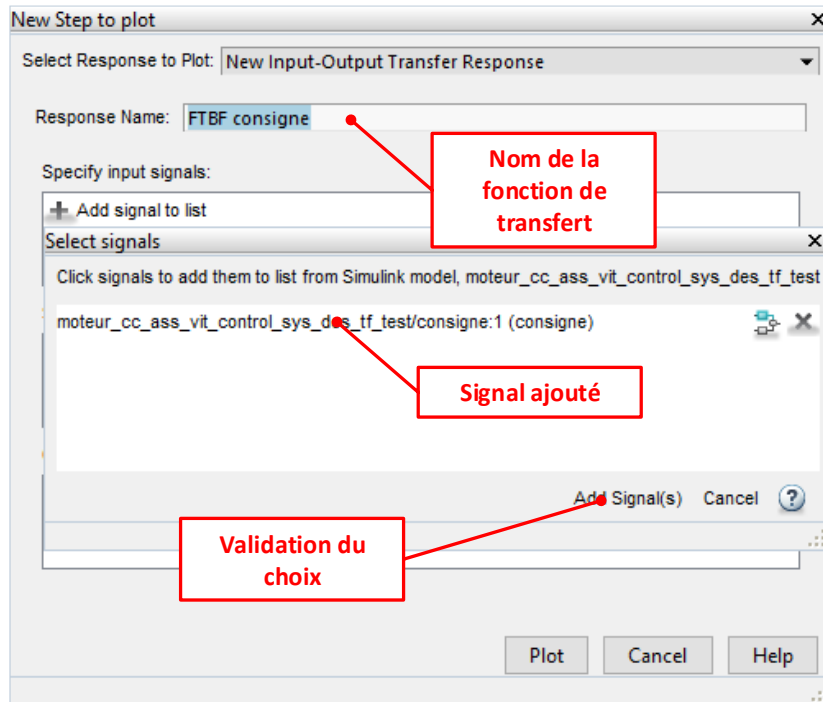 New Step to plot
Select Response to Plot: New Input-Output Transfer Response
Response Name: FTBF consigne
Nom de la
fonction de
transfert
Specify input signals:
Add signal to list
Select signals
Click signals to add them to list from Simulink model, moteur_cc_ass_vit_control_sys_des_tf_test
moteur_cc_ass_vit_control_sys_des_tf_test/consigne:1 (consigne)
Signal ajouté
Add Signal(s) Cancel ?
Validation du
choix
Plot Cancel Help